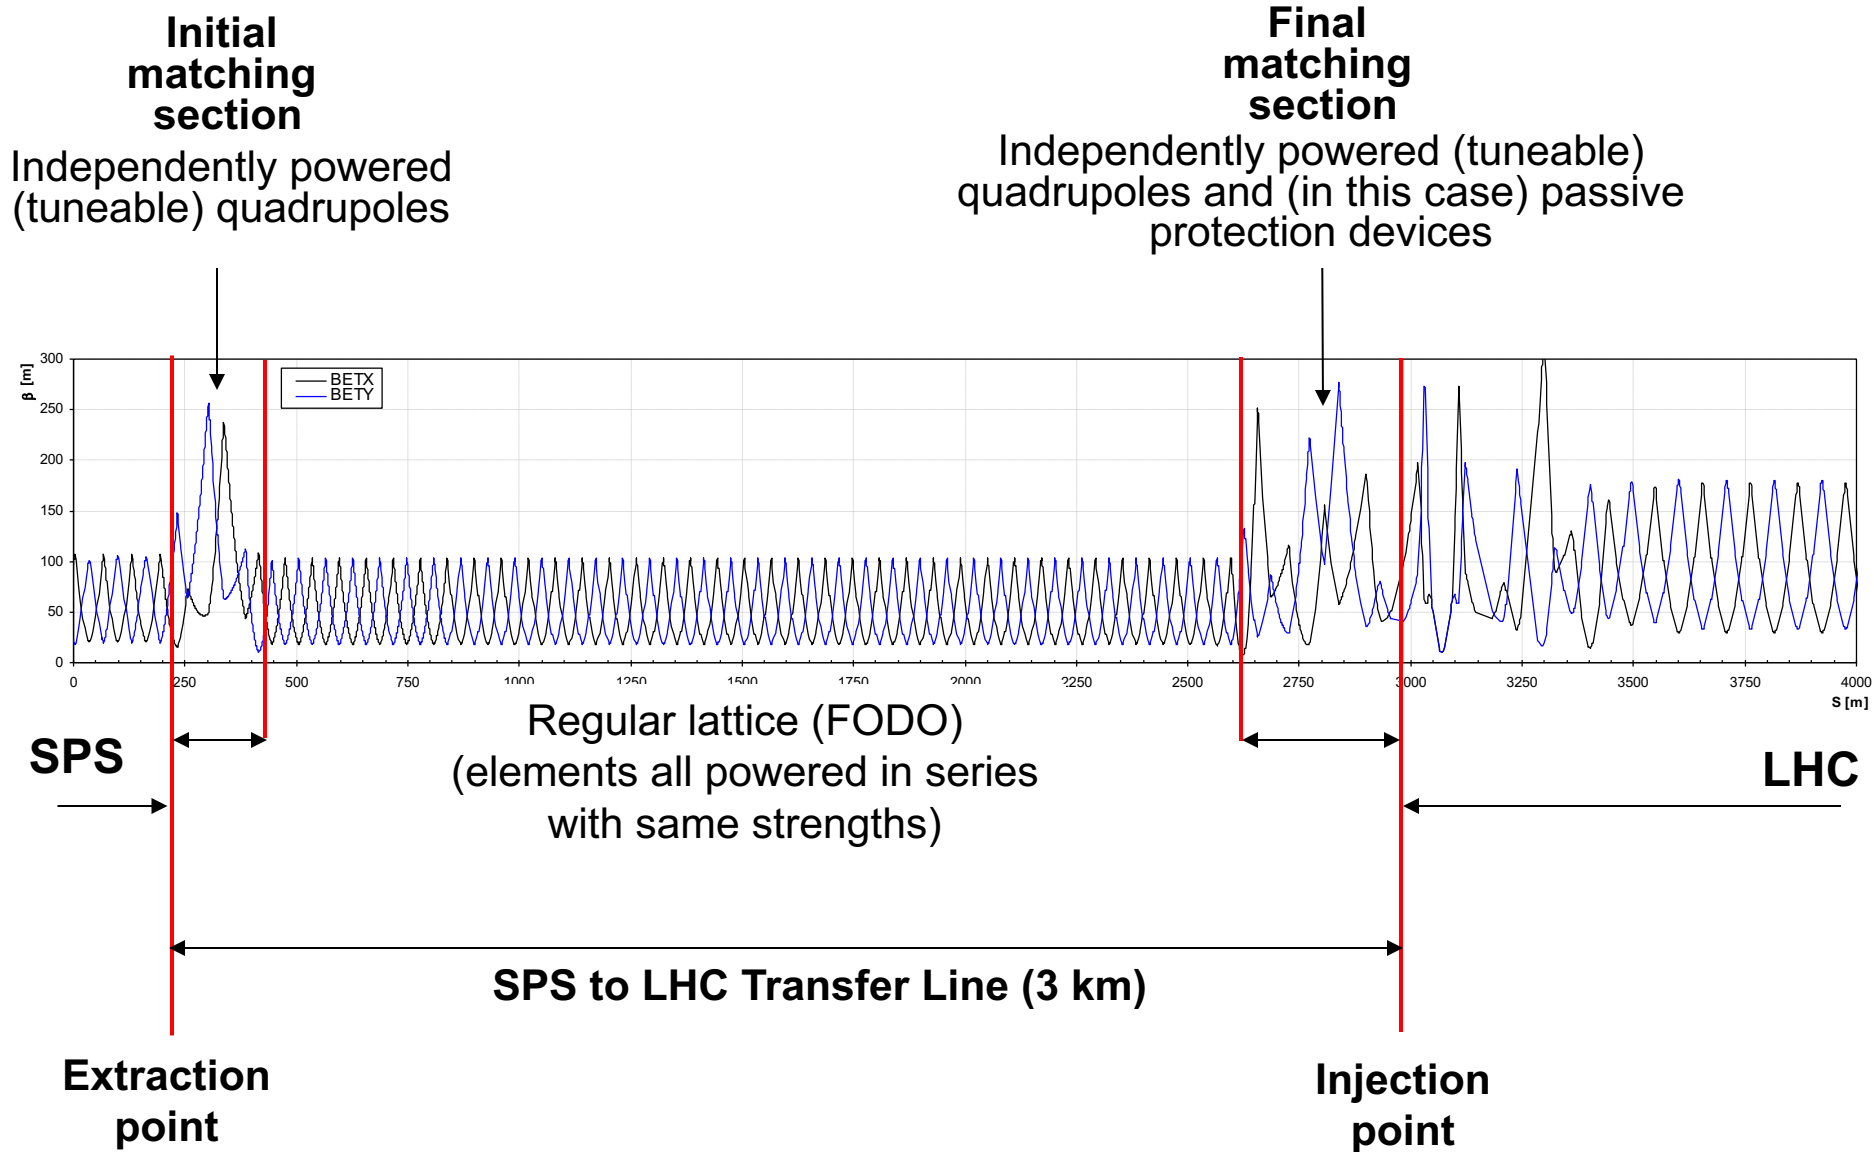 Initial
matching
section
Independently powered
(tuneable) quadrupoles
Final
matching
section
Independently powered (tuneable)
quadrupoles and (in this case) passive
protection devices
β [m]
300
250
200
150
100
50
0
BETX
BETY
0 250 500 750 1000 1250 1500 1750 2000 2250 2500 2750 3000 3250 3500 3750 4000
S [m]
Regular lattice (FODO)
(elements all powered in series
with same strengths)
SPS
LHC
SPS to LHC Transfer Line (3 km)
Extraction
point
Injection
point